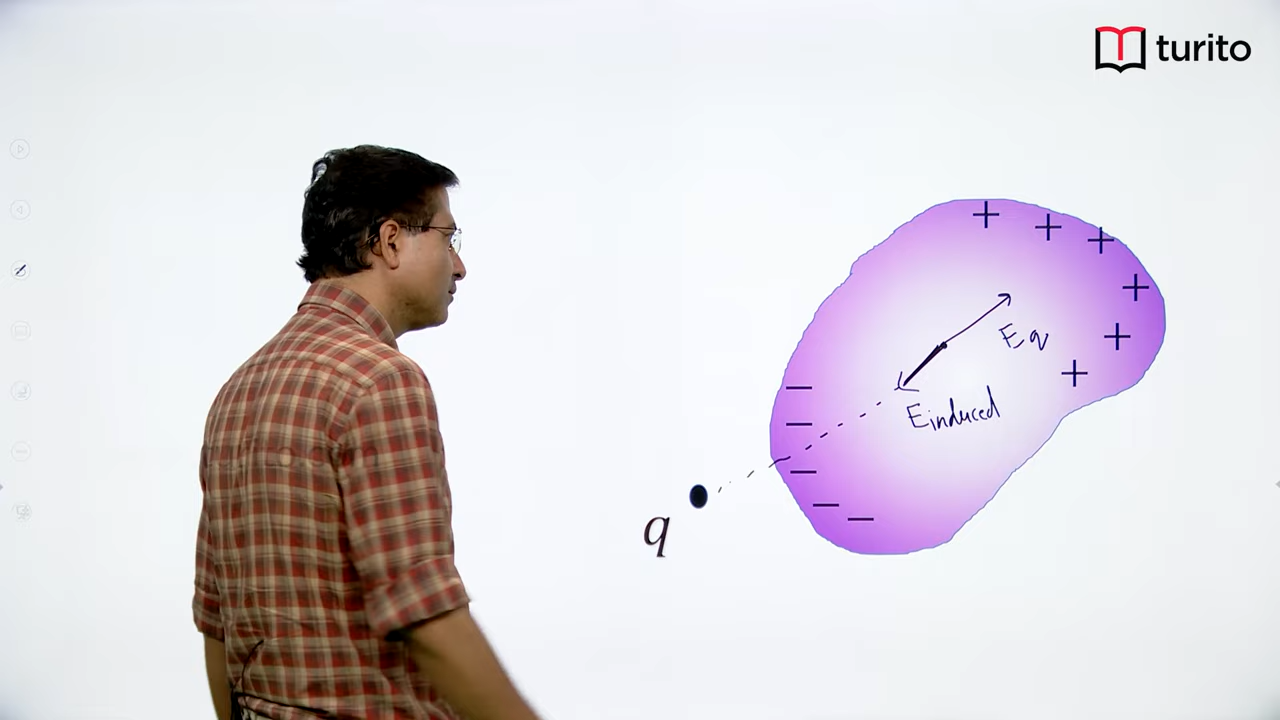 turito
+ + +
+
Eq
+
+
Einduced
—
—
—
— —
q